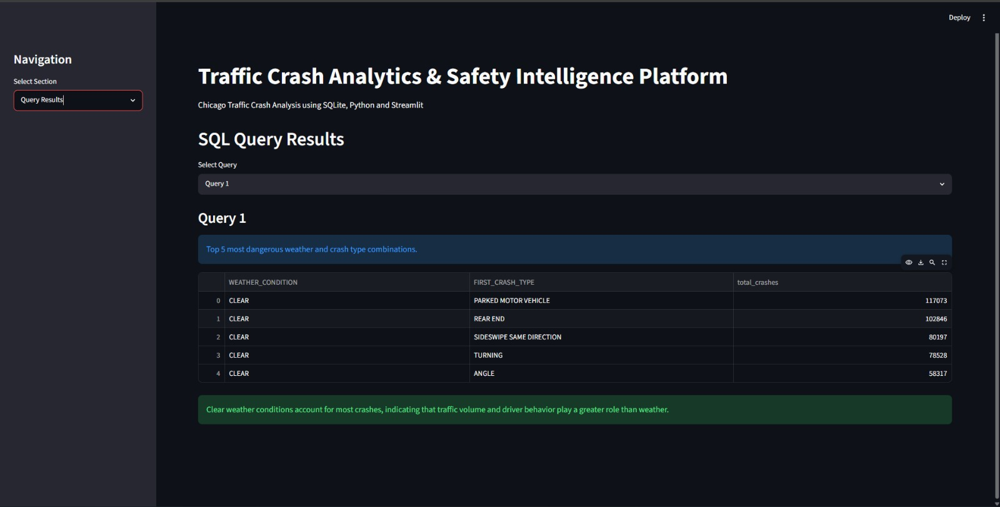 Deploy
Navigation
Select Section
Query Results
Traffic Crash Analytics & Safety Intelligence Platform
Chicago Traffic Crash Analysis using SQLite, Python and Streamlit
SQL Query Results
Select Query
Query 1
Query 1
Top 5 most dangerous weather and crash type combinations.
WEATHER_CONDITION FIRST_CRASH_TYPE total_crashes
0 CLEAR PARKED MOTOR VEHICLE 117073
1 CLEAR REAR END 102846
2 CLEAR SIDESWIPE SAME DIRECTION 80197
3 CLEAR TURNING 78528
4 CLEAR ANGLE 58317
Clear weather conditions account for most crashes, indicating that traffic volume and driver behavior play a greater role than weather.